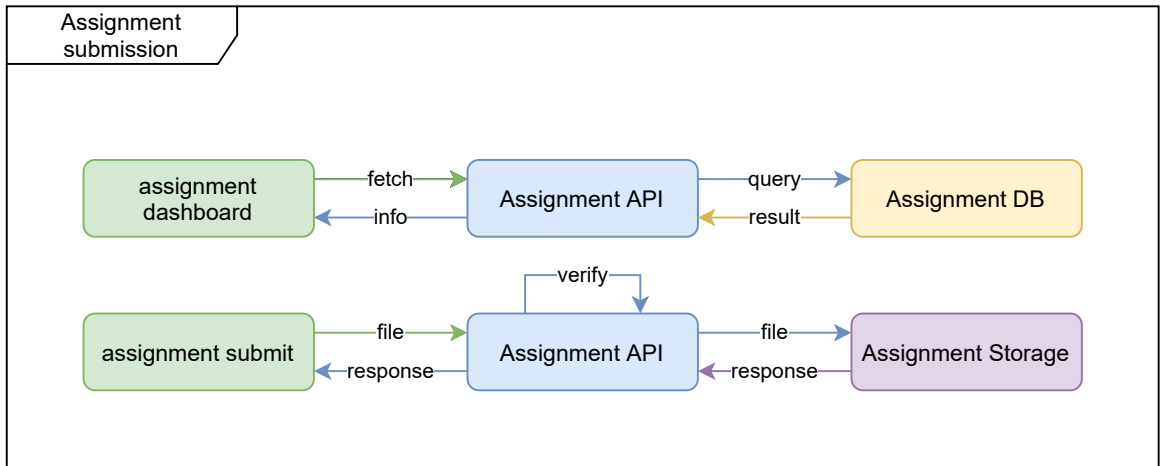 Assignment
submission
assignment
dashboard
fetch
info
Assignment API
query
result
Assignment DB
verify
assignment submit
file
response
Assignment API
file
response
Assignment Storage